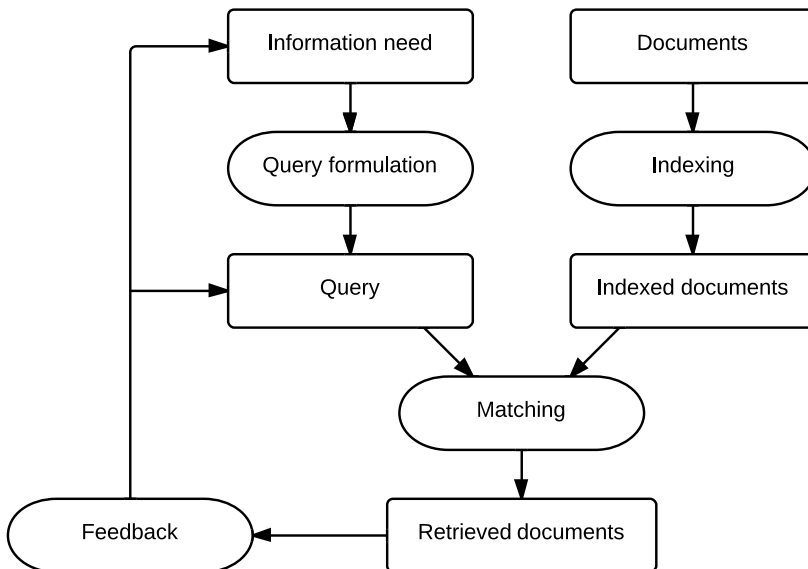 Information need
Documents
Query formulation
Indexing
Query
Indexed documents
Matching
Feedback
Retrieved documents